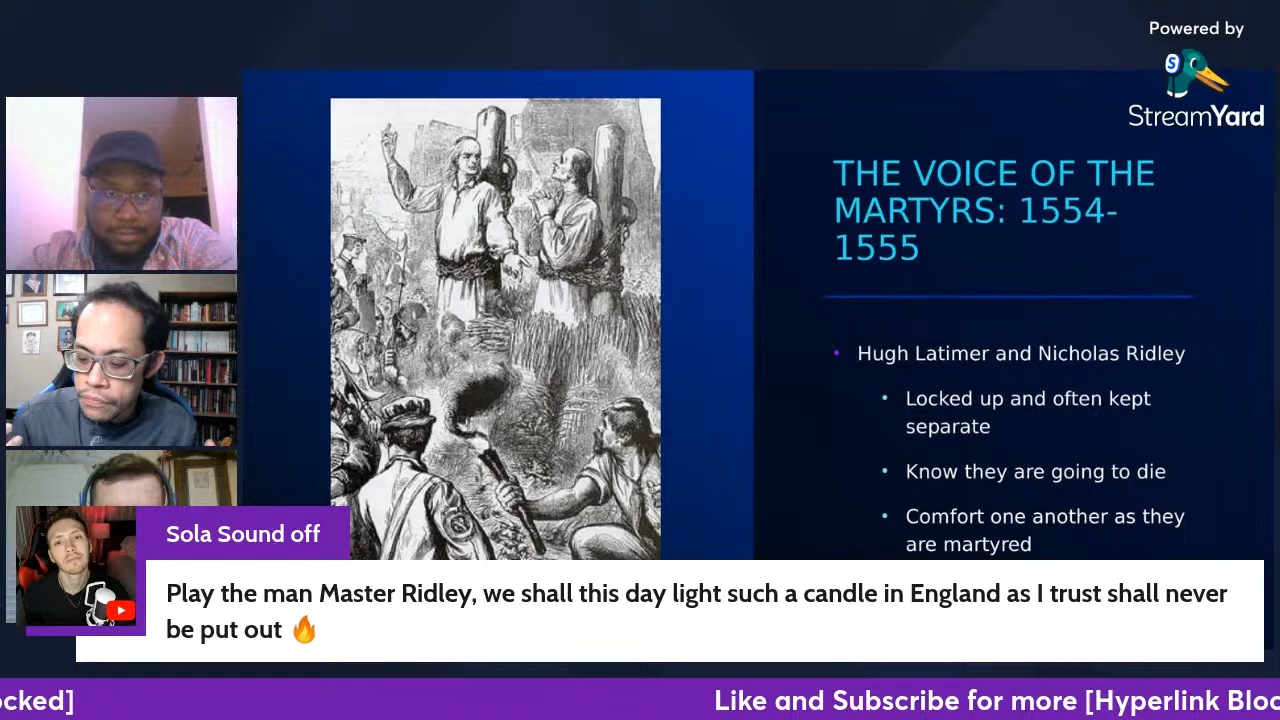 Powered by
S
StreamYard
THE VOICE OF THE
MARTYRS: 1554-
1555
• Hugh Latimer and Nicholas Ridley
• Locked up and often kept
separate
• Know they are going to die
• Comfort one another as they
are martyred
Sola Sound off
Play the man Master Ridley, we shall this day light such a candle in England as I trust shall never
be put out 🔥
ocked] Like and Subscribe for more [Hyperlink Bloc